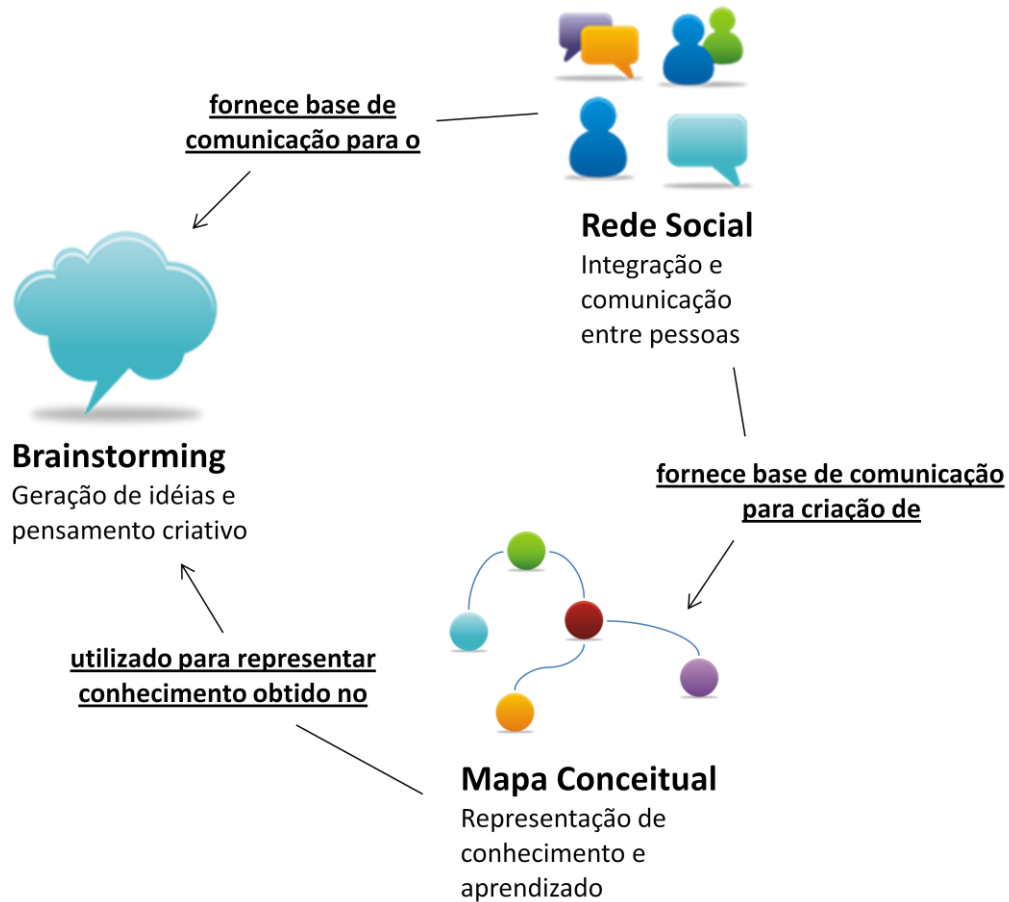 fornece base de
comunicação para o
Rede Social
Integração e
comunicação
entre pessoas
Brainstorming
Geração de idéias e
pensamento criativo
fornece base de comunicação
para criação de
utilizado para representar
conhecimento obtido no
Mapa Conceitual
Representação de
conhecimento e
aprendizado